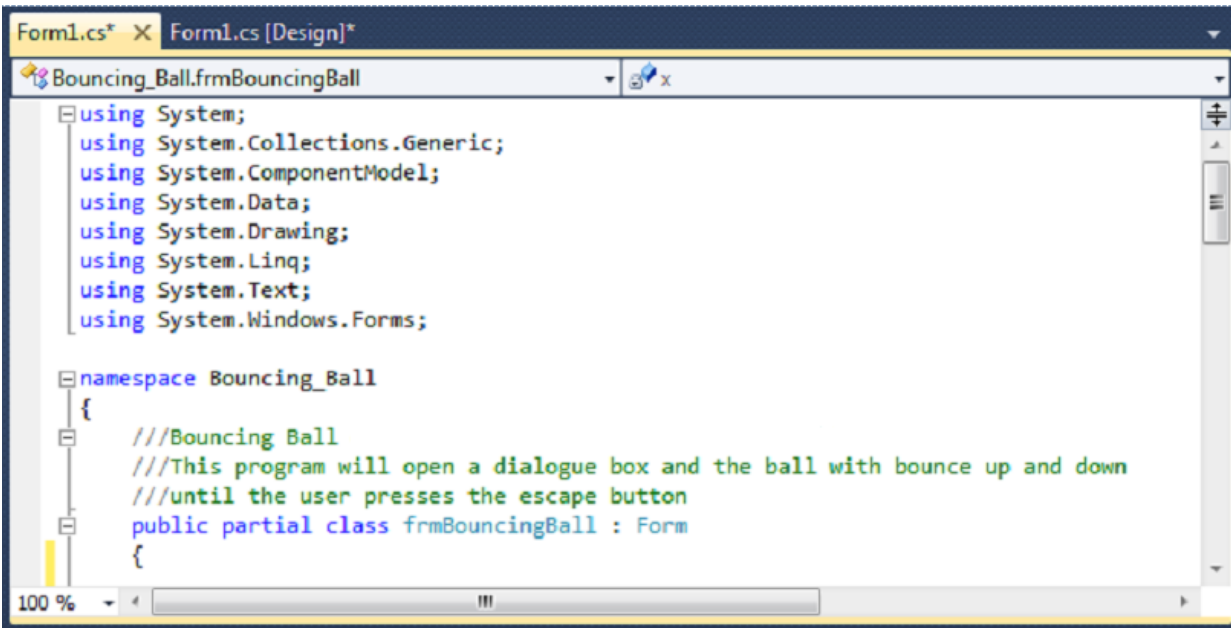 Form1.cs* X Form1.cs [Design]*
Bouncing_Ball.frmBouncingBall x
using System;
using System.Collections.Generic;
using System.ComponentModel;
using System.Data;
using System.Drawing;
using System.Linq;
using System.Text;
using System.Windows.Forms;
namespace Bouncing_Ball
{
///Bouncing Ball
///This program will open a dialogue box and the ball with bounce up and down
///until the user presses the escape button
public partial class frmBouncingBall : Form
{
100 %